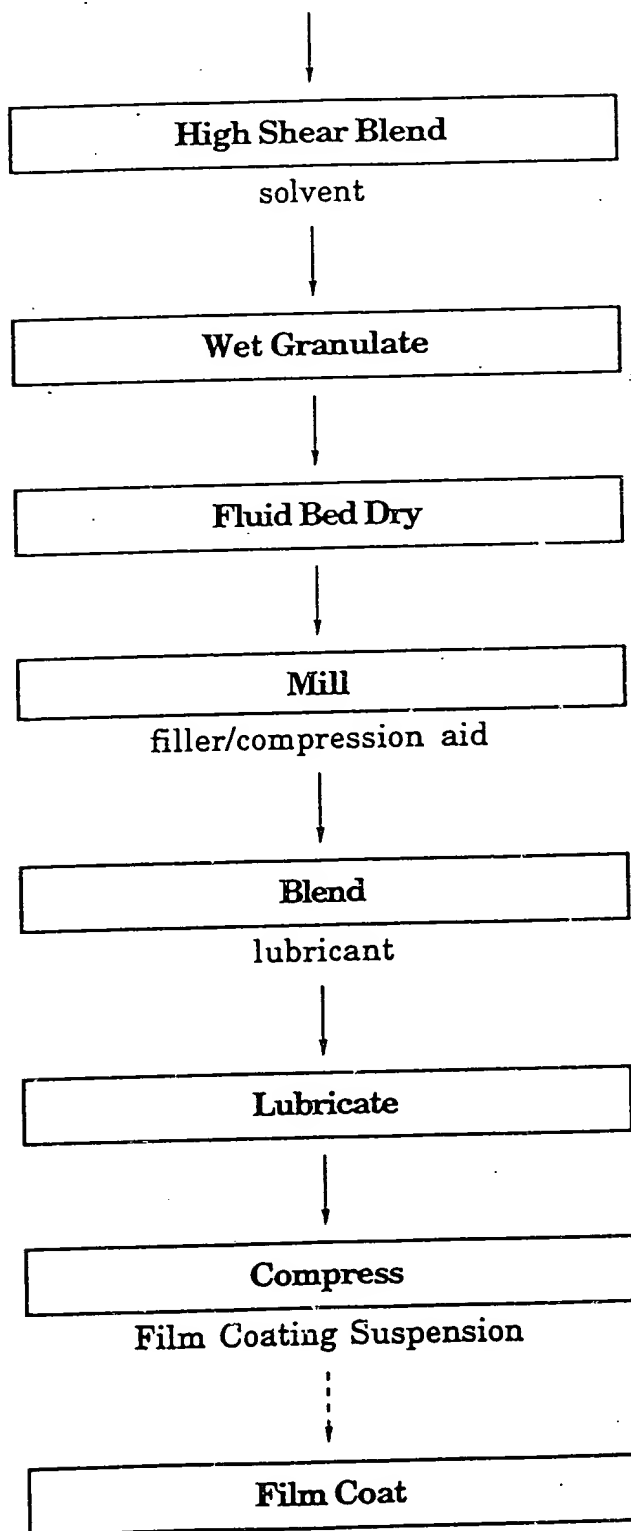 High Shear Blend
solvent
Wet Granulate
Fluid Bed Dry
Mill
filler/compression aid
Blend
lubricant
Lubricate
Compress
Film Coating Suspension
Film Coat